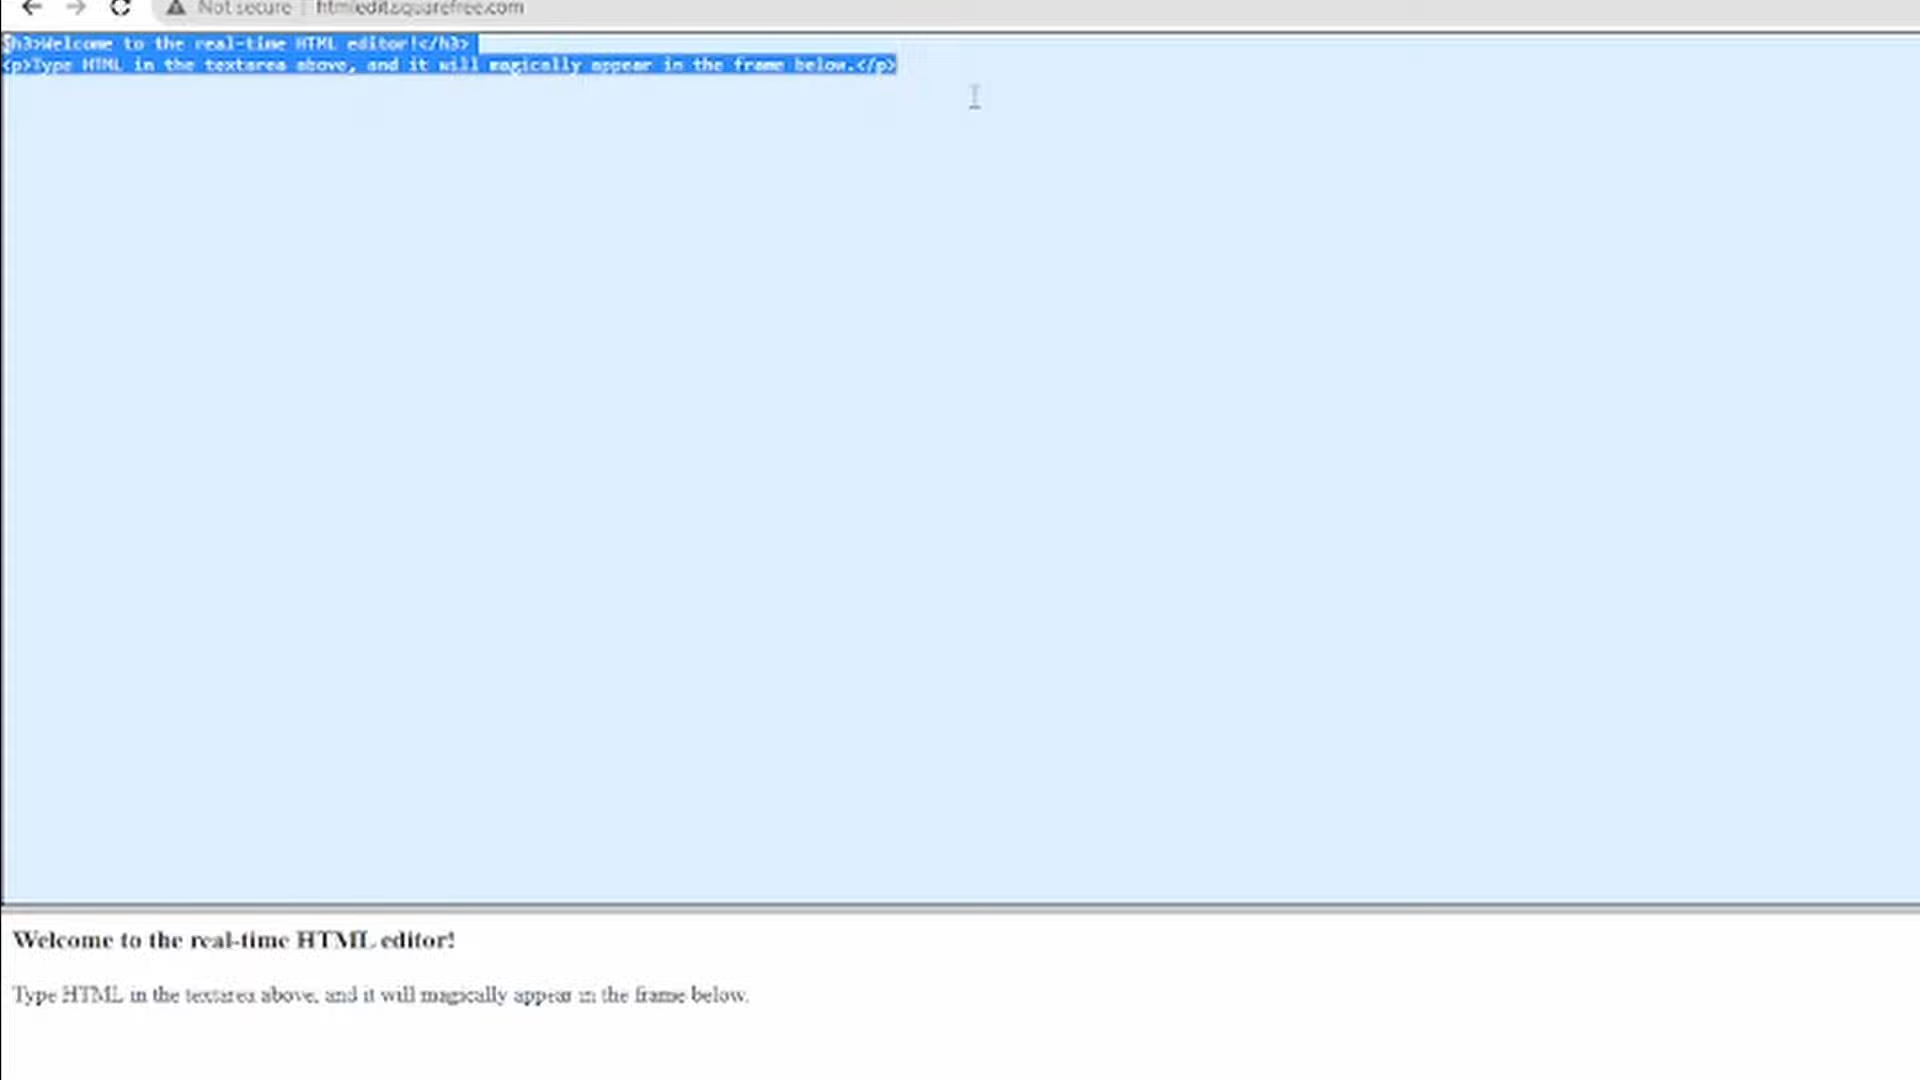 Not secure | htmledit.squarefree.com
<h3>Welcome to the real-time HTML editor!</h3>
<p>Type HTML in the textarea above, and it will magically appear in the frame below.</p>
Welcome to the real-time HTML editor!
Type HTML in the textarea above, and it will magically appear in the frame below.